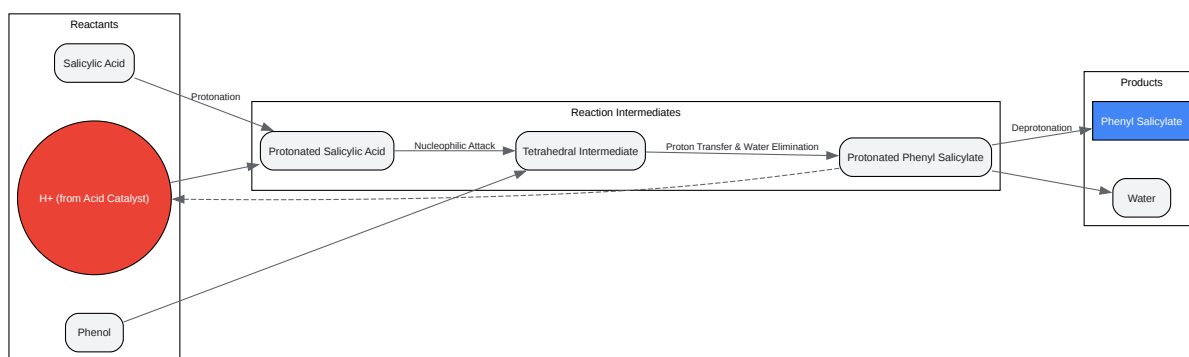 Reactants
Salicylic Acid
Protonation
H+ (from Acid Catalyst)
Phenol
Reaction Intermediates
Protonated Salicylic Acid
Nucleophilic Attack
Tetrahedral Intermediate
Proton Transfer & Water Elimination
Protonated Phenyl Salicylate
Deprotonation
Products
Phenyl Salicylate
Water